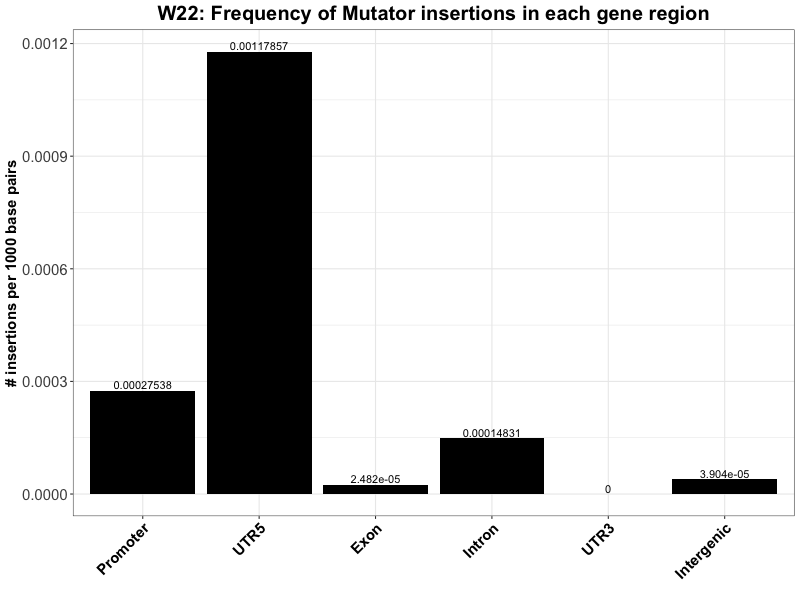 W22: Frequency of Mutator insertions in each gene region
# insertions per 1000 base pairs
0.0012
0.0009
0.0006
0.0003
0.0000
0.00027538
0.00117857
2.482e-05
0.00014831
0
3.904e-05
Promoter
UTR5
Exon
Intron
UTR3
Intergenic